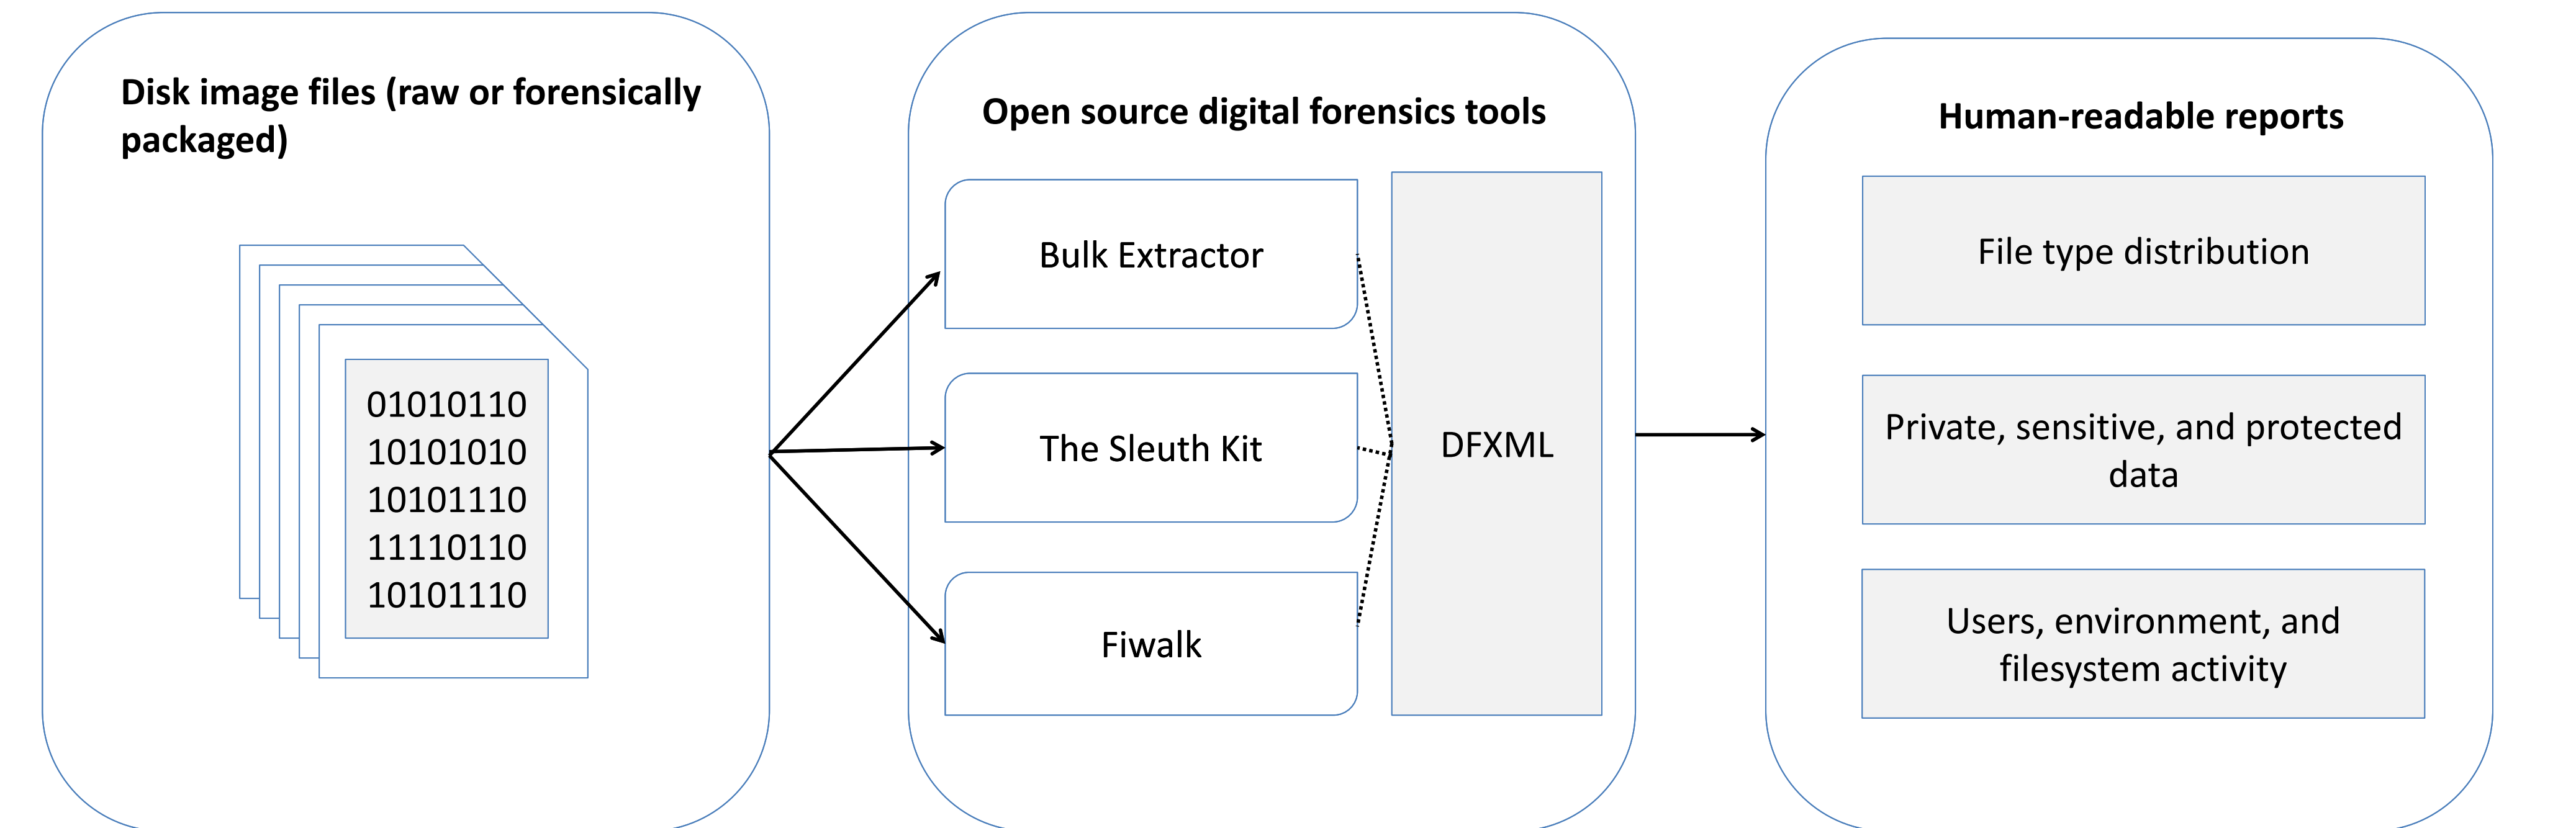 Disk image files (raw or forensically
packaged)
01010110
10101010
10101110
11110110
10101110
Open source digital forensics tools
Bulk Extractor
The Sleuth Kit
Fiwalk
DFXML
Human-readable reports
File type distribution
Private, sensitive, and protected
data
Users, environment, and
filesystem activity